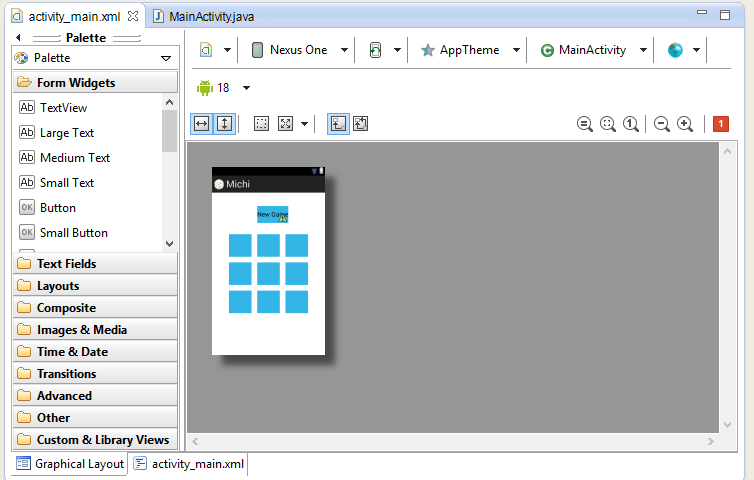 activity_main.xml MainActivity.java
Palette
Palette
Form Widgets
Ab TextView
Ab Large Text
Ab Medium Text
Ab Small Text
OK Button
OK Small Button
Text Fields
Layouts
Composite
Images & Media
Time & Date
Transitions
Advanced
Other
Custom & Library Views
Nexus One AppTheme MainActivity
18
1
1
Michi
New Game
Graphical Layout activity_main.xml